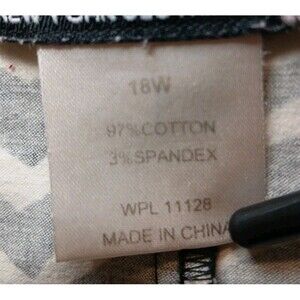 18W
97%COTTON
3%SPANDEX
WPL 11128
MADE IN CHINA